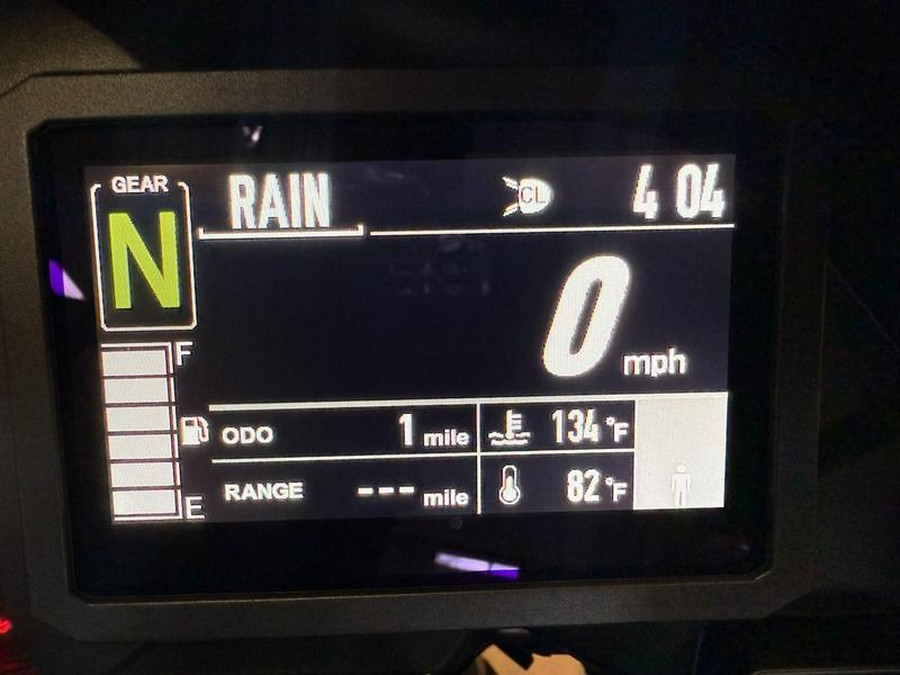 GEAR
RAIN
CL
4 04
N
0 mph
F
ODO 1 mile
134 °F
RANGE --- mile
82 °F
E